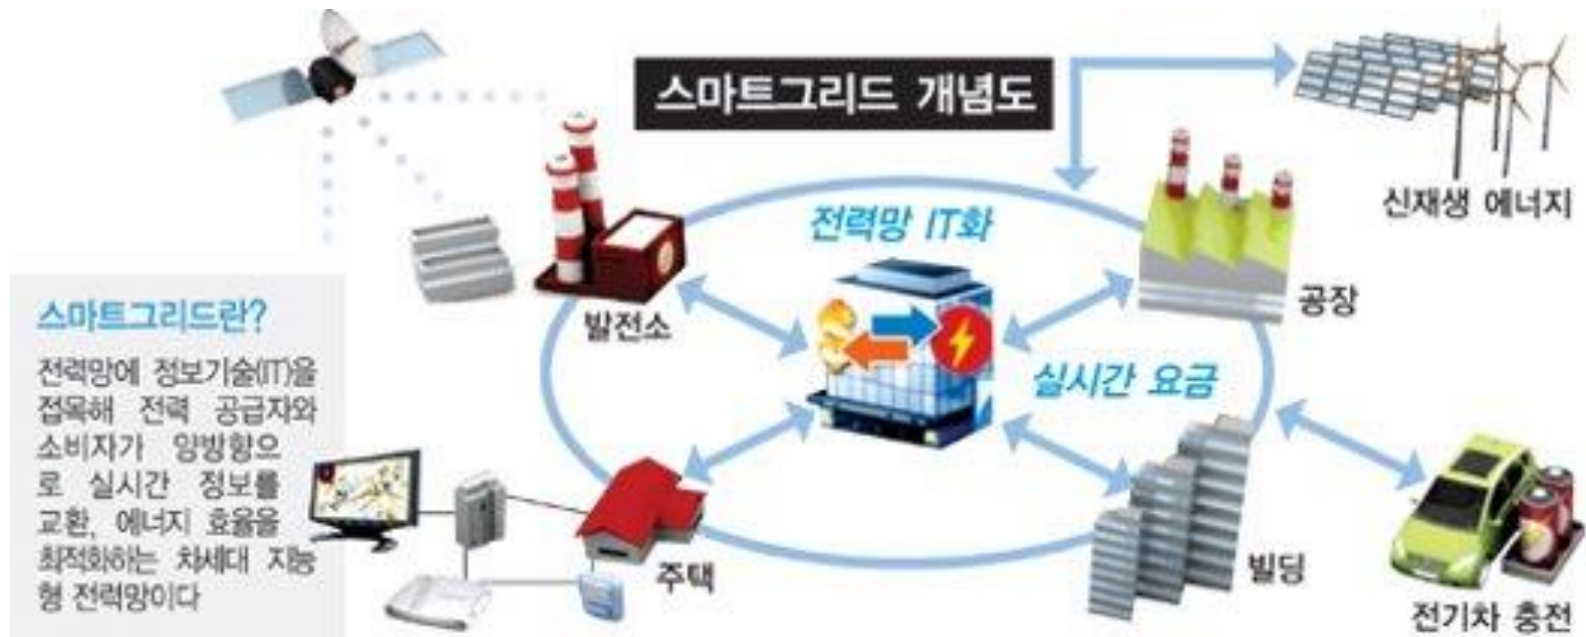 스마트그리드 개념도
신재생 에너지
전력망 IT화
공장
발전소
스마트그리드란?
전력망에 정보기술(IT)을
접목해 전력 공급자와
소비자가 양방향으
로 실시간 정보를
교환, 에너지 효율을
최적화하는 차세대 지능
형 전력망이다
실시간 요금
주택
빌딩
전기차 충전